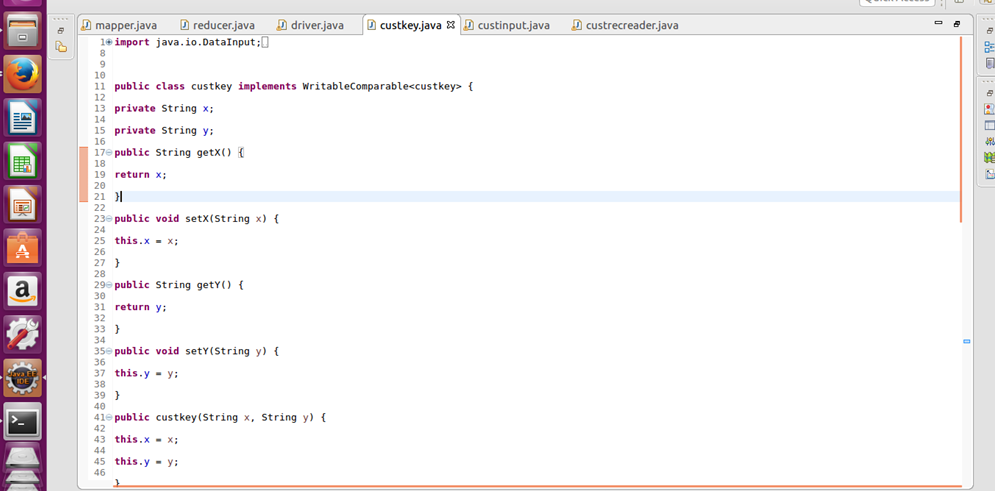 mapper.java reducer.java driver.java custkey.java custinput.java custrecreader.java
1 import java.io.DataInput;
8
9
10
11 public class custkey implements WritableComparable<custkey> {
12
13 private String x;
14
15 private String y;
16
17 public String getX() {
18
19 return x;
20
21 }
22
23 public void setX(String x) {
24
25 this.x = x;
26
27 }
28
29 public String getY() {
30
31 return y;
32
33 }
34
35 public void setY(String y) {
36
37 this.y = y;
38
39 }
40
41 public custkey(String x, String y) {
42
43 this.x = x;
44
45 this.y = y;
46
}
Java EE
IDE